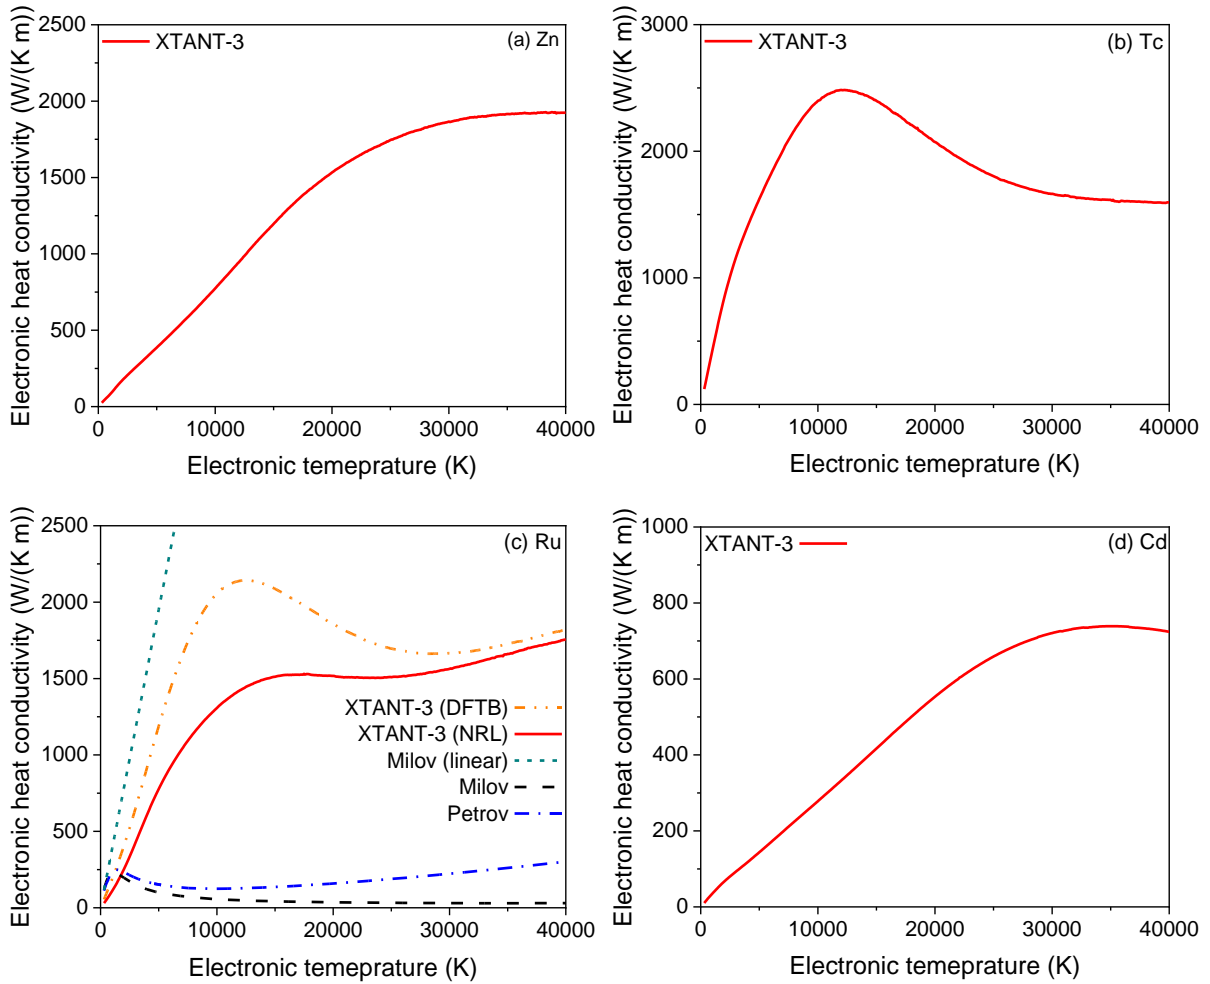 Electronic heat conductivity (W/(K m))
2500
2000
1500
1000
500
0
XTANT-3
(a) Zn
0 10000 20000 30000 40000
Electronic temeprature (K)
Electronic heat conductivity (W/(K m))
3000
2000
1000
0
XTANT-3
(b) Tc
0 10000 20000 30000 40000
Electronic temeprature (K)
Electronic heat conductivity (W/(K m))
2500
2000
1500
1000
500
0
(c) Ru
XTANT-3 (DFTB)
XTANT-3 (NRL)
Milov (linear)
Milov
Petrov
0 10000 20000 30000 40000
Electronic temeprature (K)
Electronic heat conductivity (W/(K m))
1000
800
600
400
200
0
XTANT-3
(d) Cd
0 10000 20000 30000 40000
Electronic temeprature (K)